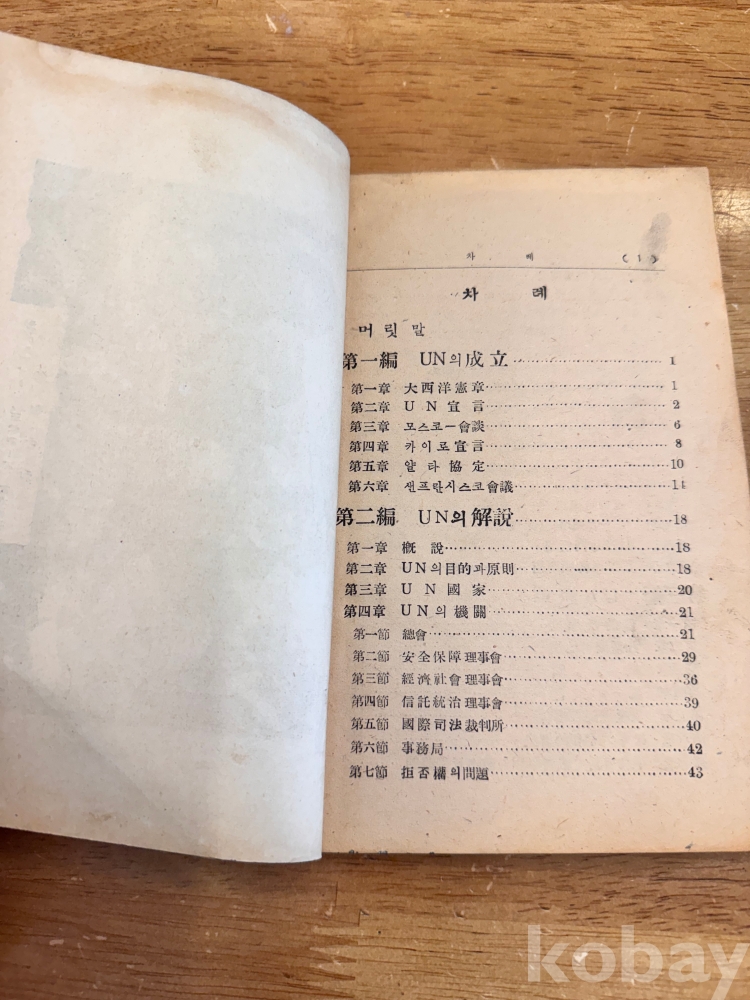 차 례 (1)
차 례
머릿말
第一編 UN의成立 1
第一章 大西洋憲章 1
第二章 UN宣言 2
第三章 모스코ー會談 6
第四章 카이로宣言 8
第五章 얄타協定 10
第六章 샌프란시스코會議 14
第二編 UN의解說 18
第一章 槪說 18
第二章 UN의目的과原則 18
第三章 UN國家 20
第四章 UN의機關 21
第一節 總會 21
第二節 安全保障理事會 29
第三節 經濟社會理事會 36
第四節 信託統治理事會 39
第五節 國際司法裁判所 40
第六節 事務局 42
第七節 拒否權의問題 43
kobay